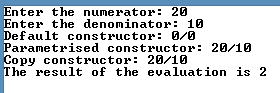 Enter the numerator: 20
Enter the denominator: 10
Default constructor: 0/0
Parametrised constructor: 20/10
Copy constructor: 20/10
The result of the evaluation is 2